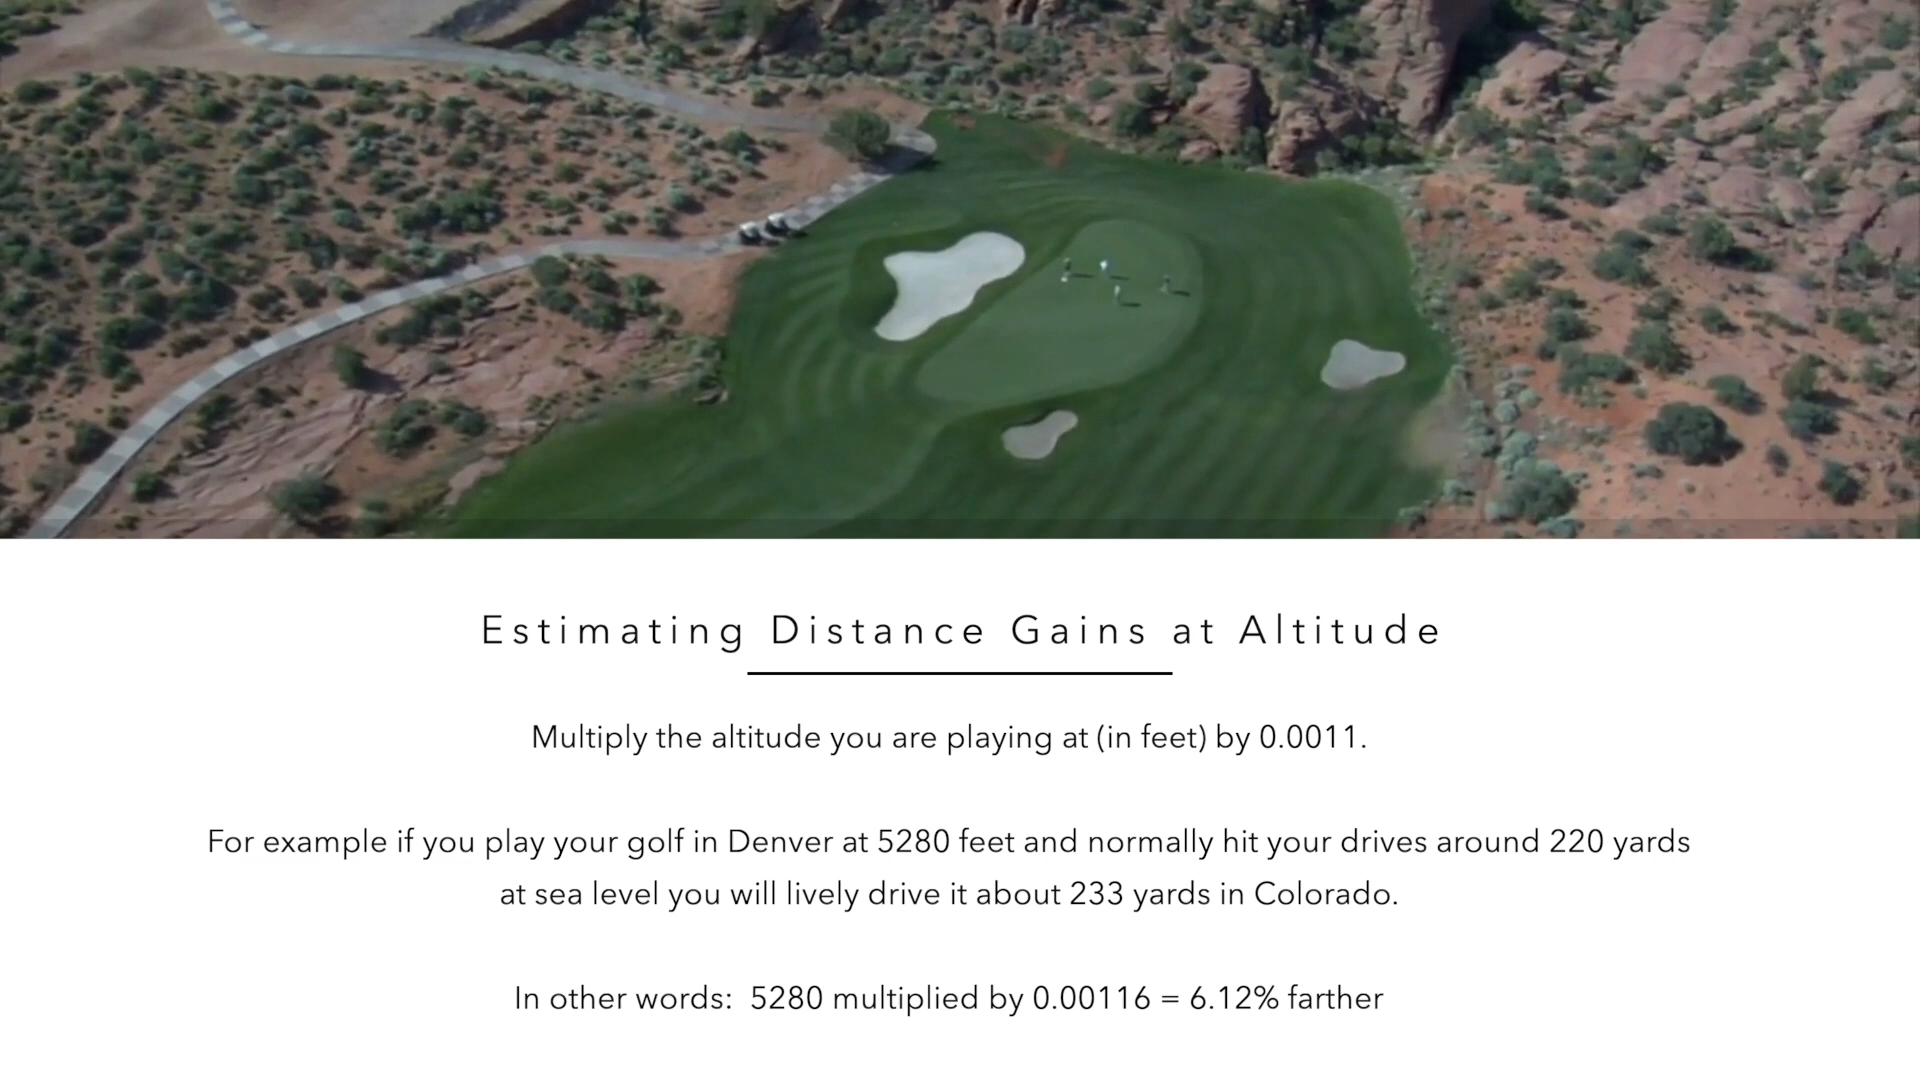 Estimating Distance Gains at Altitude
Multiply the altitude you are playing at (in feet) by 0.0011.
For example if you play your golf in Denver at 5280 feet and normally hit your drives around 220 yards
at sea level you will lively drive it about 233 yards in Colorado.
In other words:  5280 multiplied by 0.00116 = 6.12% farther